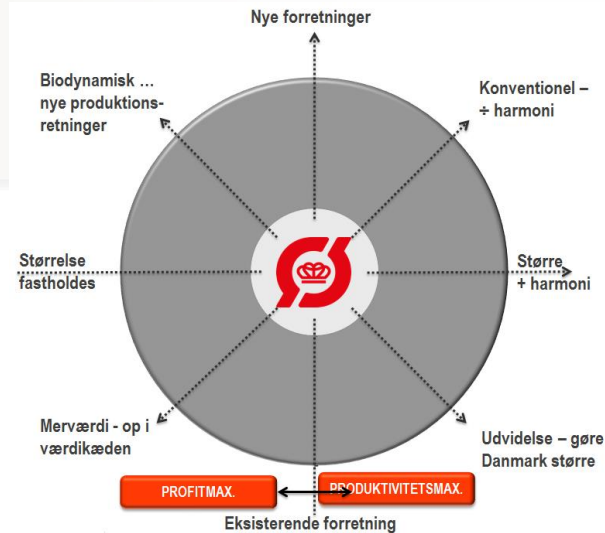 Nye forretninger
Biodynamisk …
nye produktions-
retninger
Konventionel –
÷ harmoni
Størrelse
fastholdes
Ø
Større
+ harmoni
Merværdi - op i
værdikæden
Udvidelse – gøre
Danmark større
PROFITMAX.
PRODUKTIVITETSMAX.
Eksisterende forretning